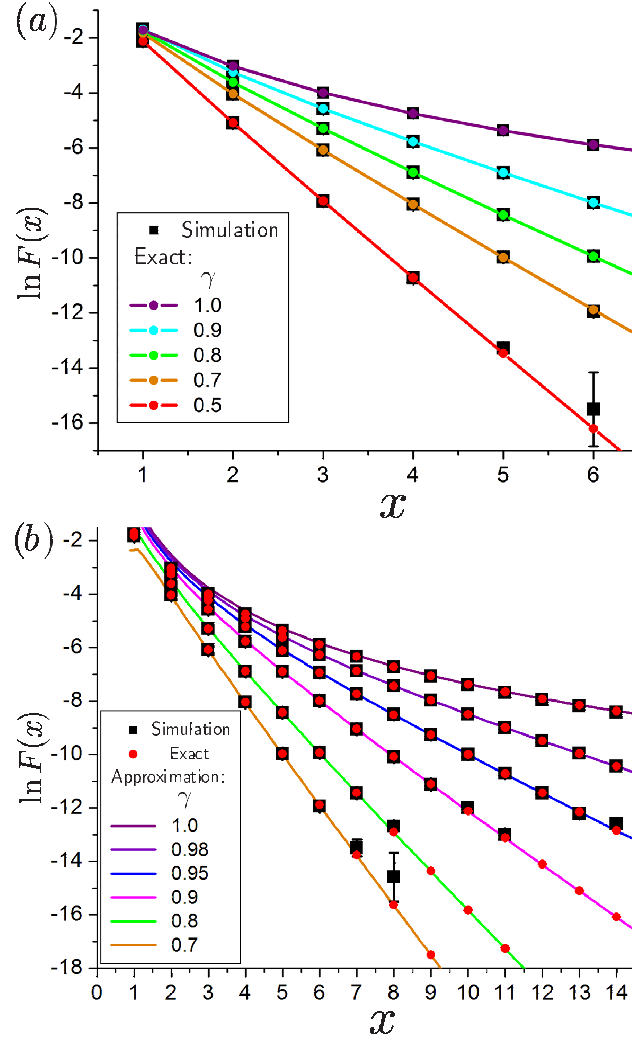 (a)
-2
-4
-6
-8
-10
-12
-14
-16
ln F(x)
Simulation
Exact:
γ
1.0
0.9
0.8
0.7
0.5
1 2 3 4 5 6
x
(b)
-2
-4
-6
-8
-10
-12
-14
-16
-18
ln F(x)
Simulation
Exact
Approximation:
γ
1.0
0.98
0.95
0.9
0.8
0.7
0 1 2 3 4 5 6 7 8 9 10 11 12 13 14
x